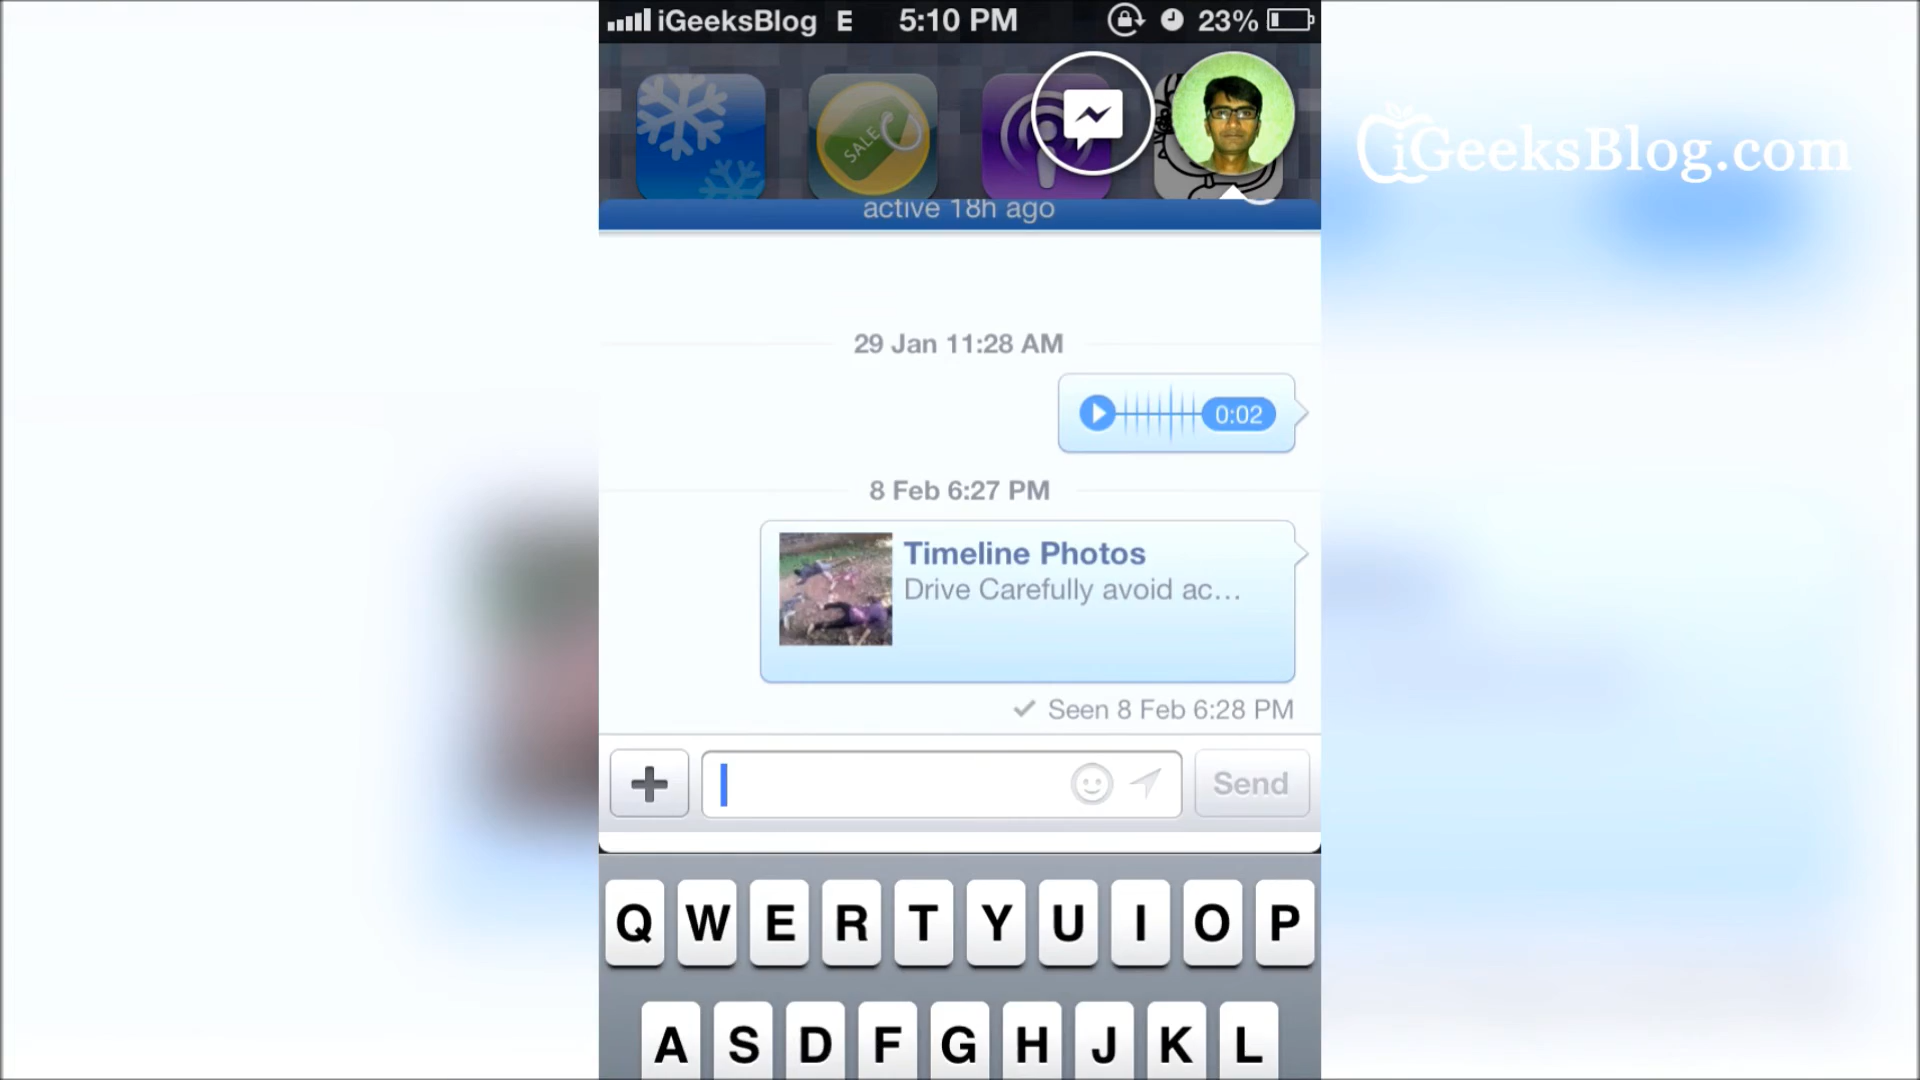 iGeeksBlog E 5:10 PM 23%
SALE
iGeeksBlog.com
active 18h ago
29 Jan 11:28 AM
0:02
8 Feb 6:27 PM
Timeline Photos
Drive Carefully avoid ac...
Seen 8 Feb 6:28 PM
Send
Q W E R T Y U I O P
A S D F G H J K L